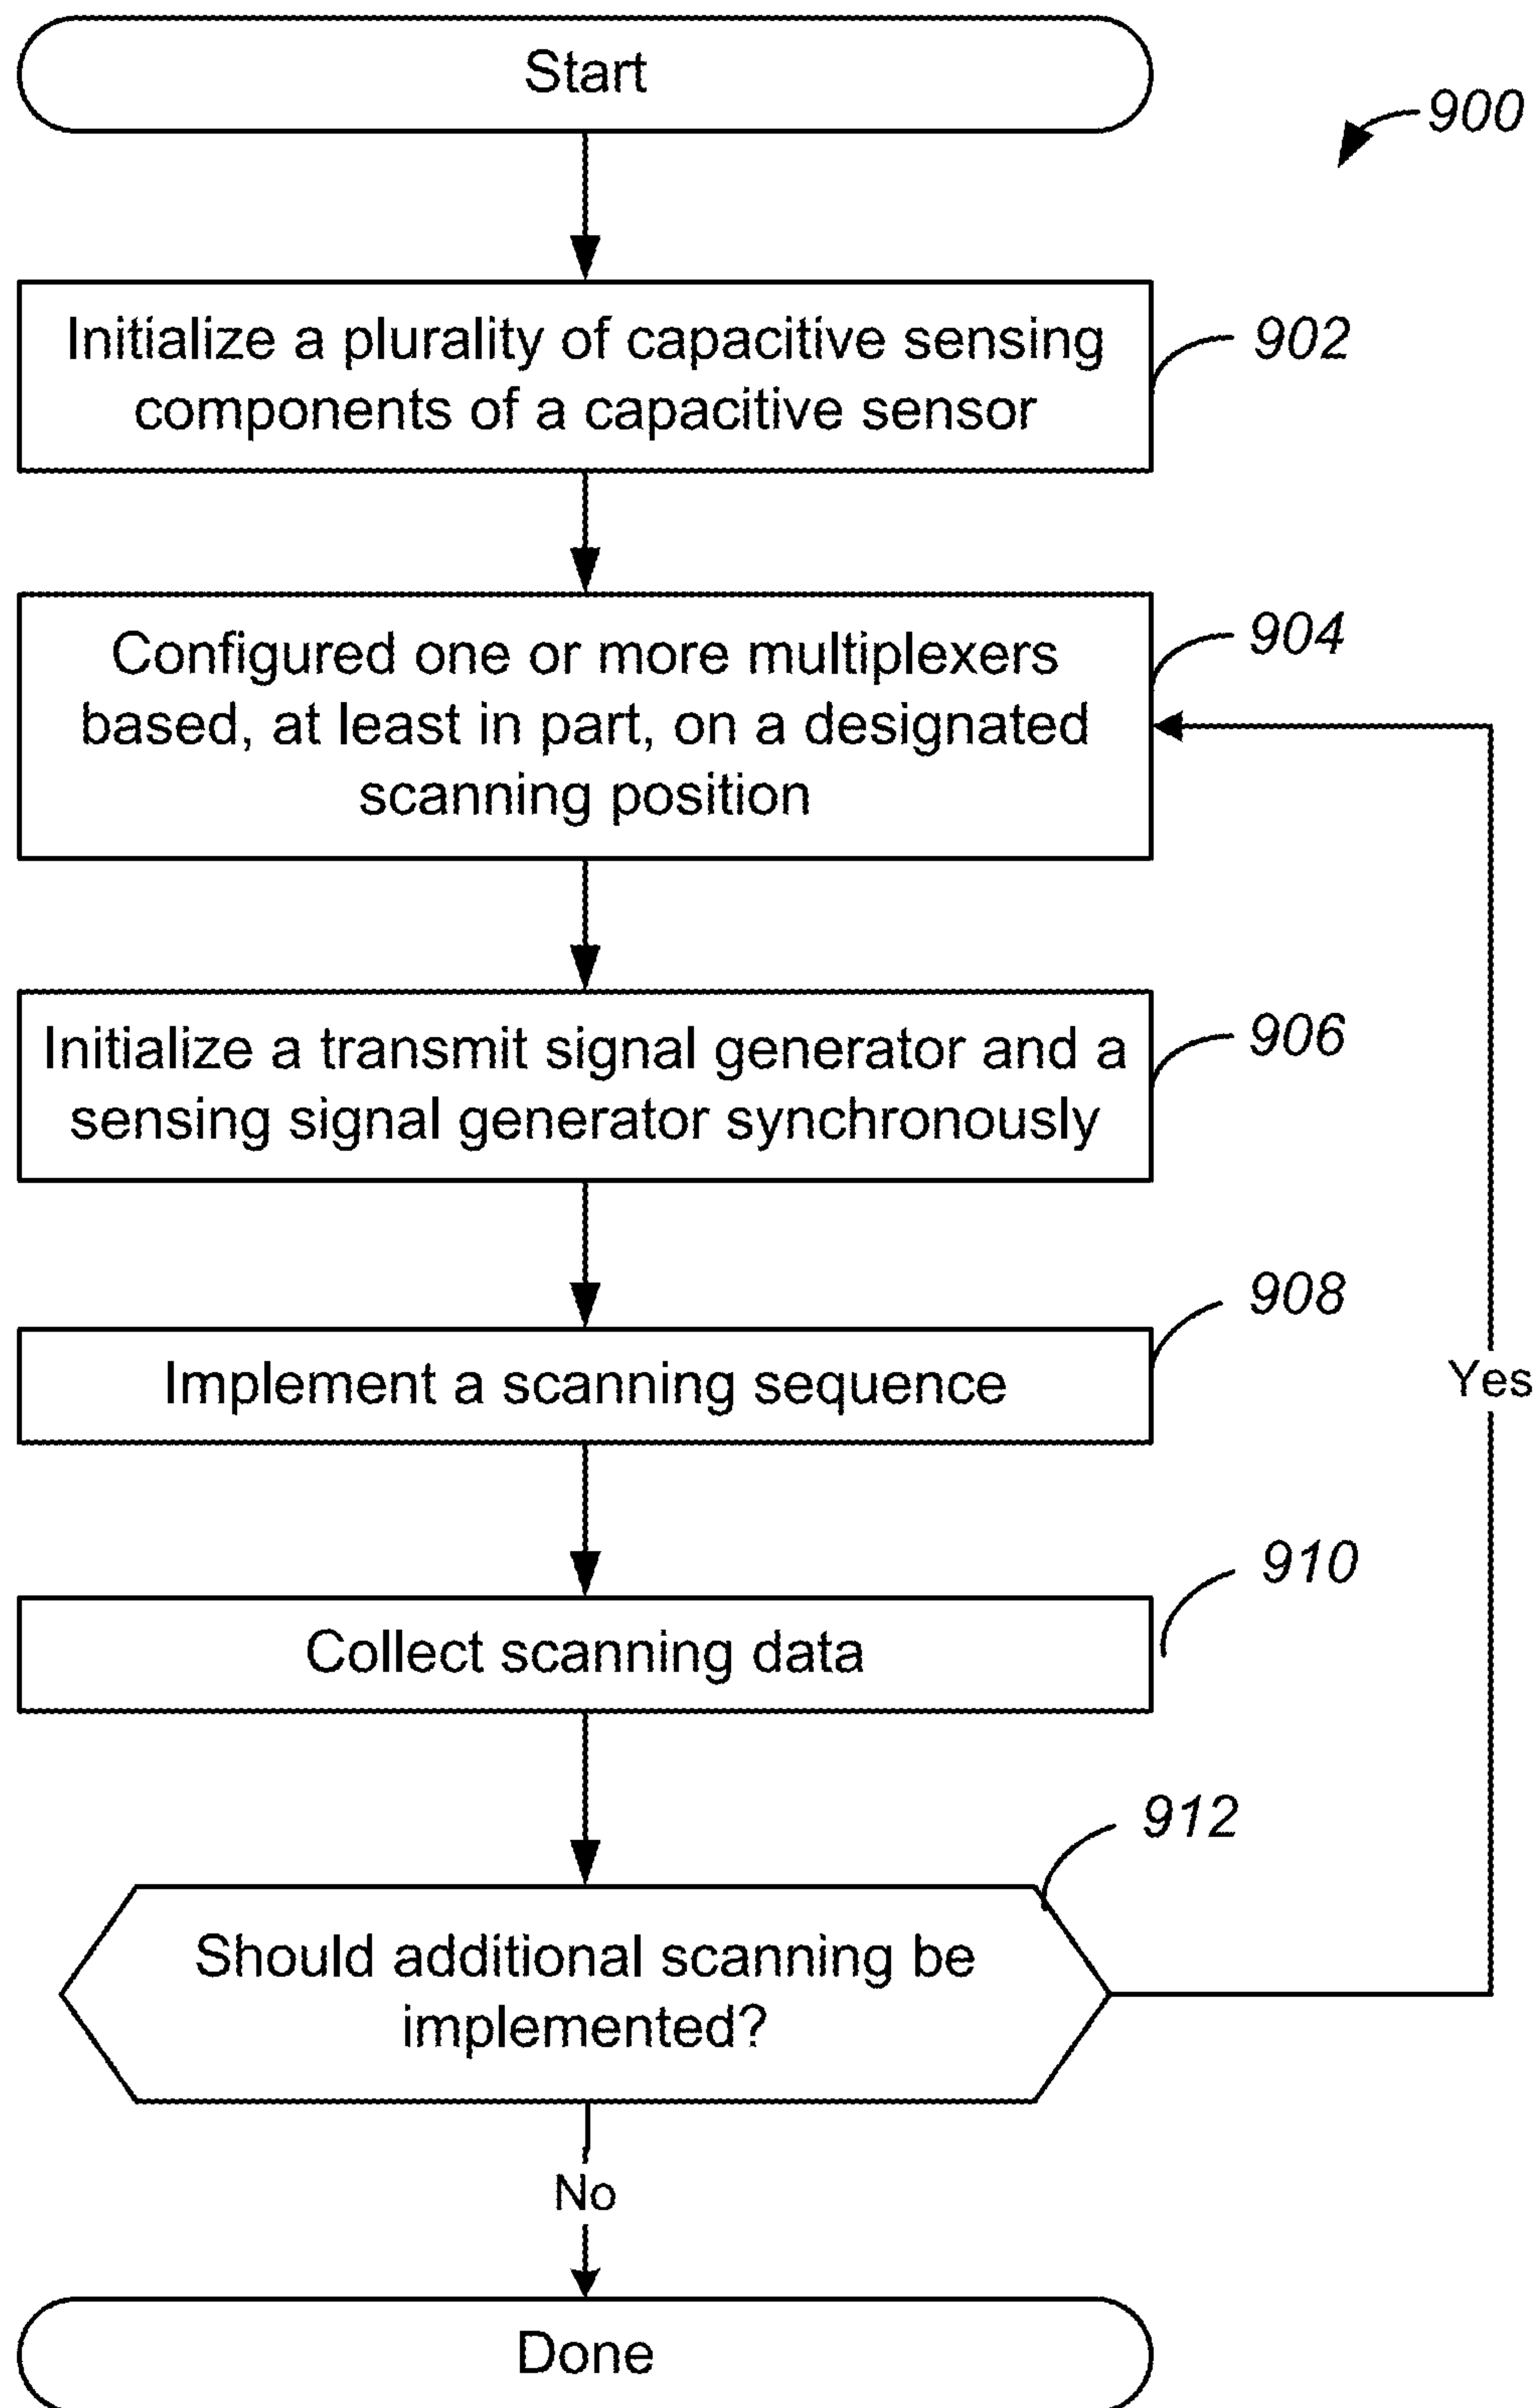 Start
900
Initialize a plurality of capacitive sensing
components of a capacitive sensor
902
Configured one or more multiplexers
based, at least in part, on a designated
scanning position
904
Initialize a transmit signal generator and a
sensing signal generator synchronously
906
Implement a scanning sequence
908
Yes
Collect scanning data
910
Should additional scanning be
implemented?
912
No
Done